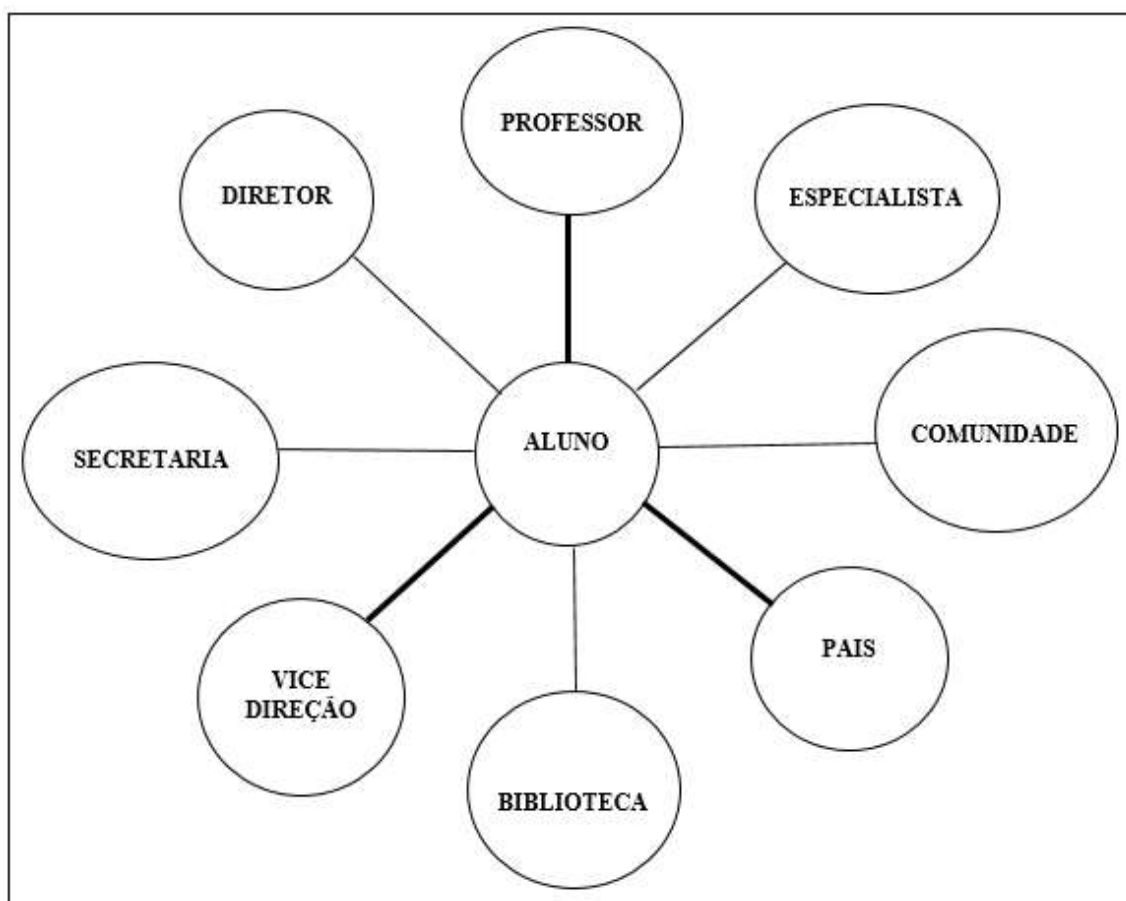 PROFESSOR
DIRETOR
ESPECIALISTA
SECRETARIA
ALUNO
COMUNIDADE
VICE
DIREÇÃO
PAIS
BIBLIOTECA